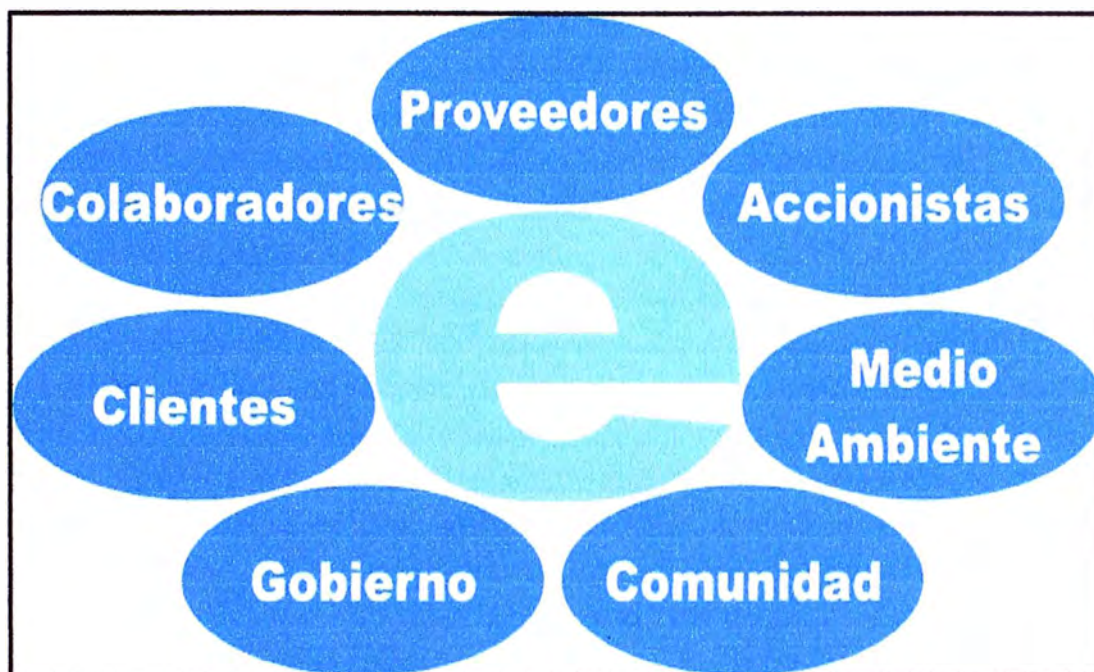 Proveedores
Colaboradores
Accionistas
e
Clientes
Medio
Ambiente
Gobierno
Comunidad